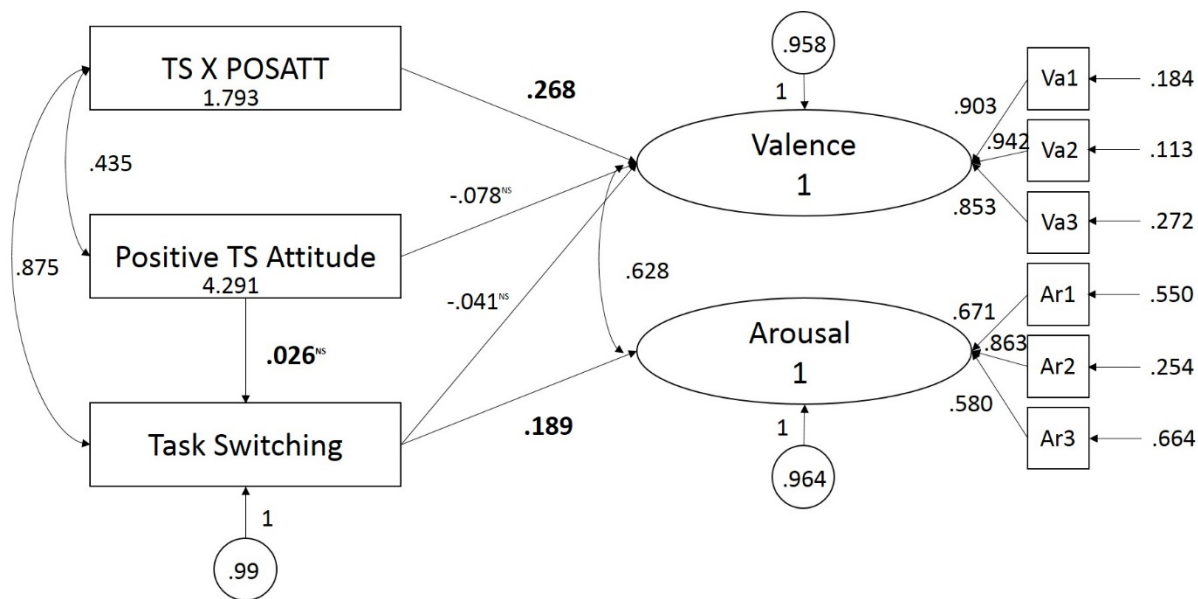 TS X POSATT
1.793
.435
.875
Positive TS Attitude
4.291
.026NS
Task Switching
1
.99
.268
-.078NS
-.041NS
.189
.958
1
Valence
1
.628
Arousal
1
1
.964
.903
.942
.853
Va1
.184
Va2
.113
Va3
.272
.671
.863
.580
Ar1
.550
Ar2
.254
Ar3
.664